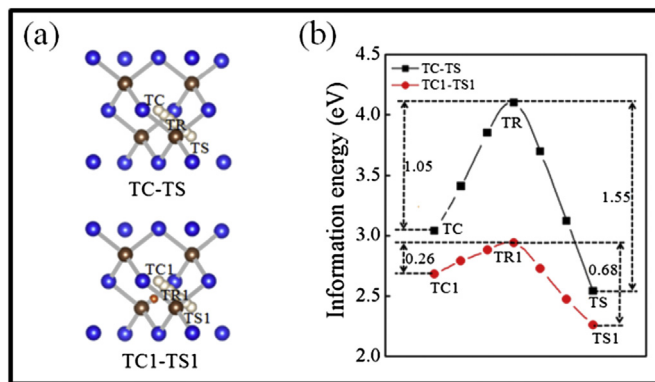 (a)
TC
TR
TS
TC-TS
TC1
TR1
TS1
TC1-TS1
(b)
Information energy (eV)
4.5
4.0
3.5
3.0
2.5
2.0
TC-TS
TC1-TS1
TR
1.05
1.55
TC
0.26
TR1
0.68
TC1
TS
TS1